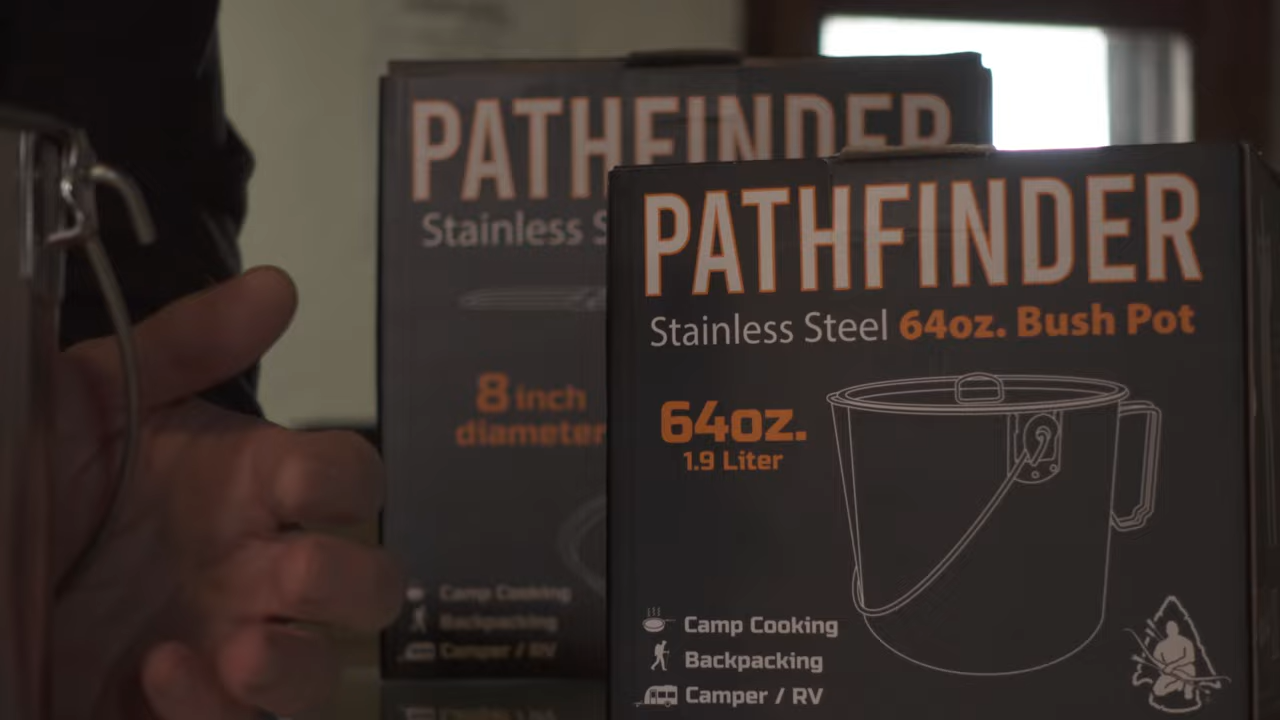 PATHFINDER
Stainless S
8 inch
diameter
Camp Cooking
Backpacking
Camper / RV
PATHFINDER
Stainless Steel 64oz. Bush Pot
64oz.
1.9 Liter
Camp Cooking
Backpacking
Camper / RV